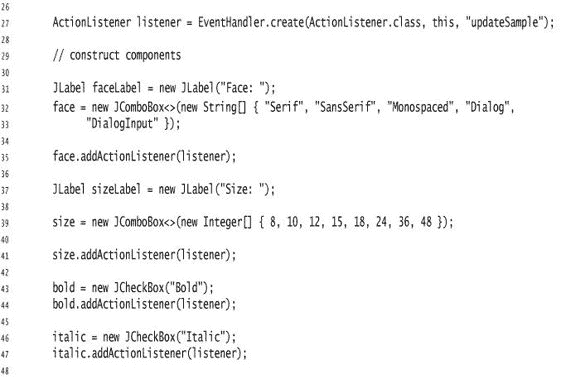 26
27 ActionListener listener = EventHandler.create(ActionListener.class, this, "updateSample");
28
29 // construct components
30
31 JLabel faceLabel = new JLabel("Face: ");
32 face = new JComboBox<>(new String[] { "Serif", "SansSerif", "Monospaced", "Dialog",
33 "DialogInput" });
34
35 face.addActionListener(listener);
36
37 JLabel sizeLabel = new JLabel("Size: ");
38
39 size = new JComboBox<>(new Integer[] { 8, 10, 12, 15, 18, 24, 36, 48 });
40
41 size.addActionListener(listener);
42
43 bold = new JCheckBox("Bold");
44 bold.addActionListener(listener);
45
46 italic = new JCheckBox("Italic");
47 italic.addActionListener(listener);
48